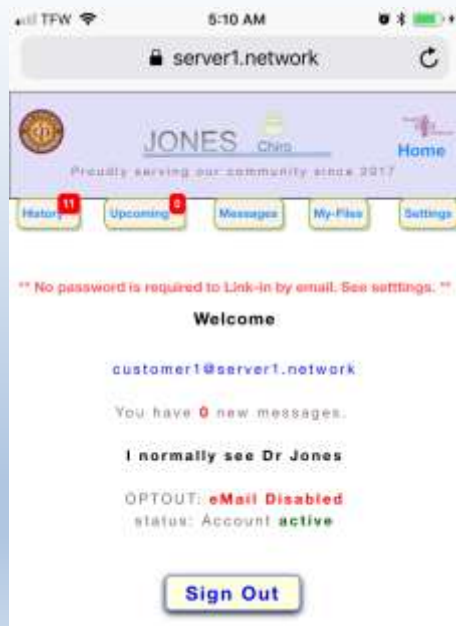 TFW 5:10 AM
server1.network
JONES Chiro
Home
Proudly serving our community since 2017
History 11 Upcoming 0 Messages My-Files Settings
** No password is required to Link-in by email. See setttings. **
Welcome
customer1@server1.network
You have 0 new messages.
I normally see Dr Jones
OPTOUT: eMail Disabled
status: Account active
Sign Out